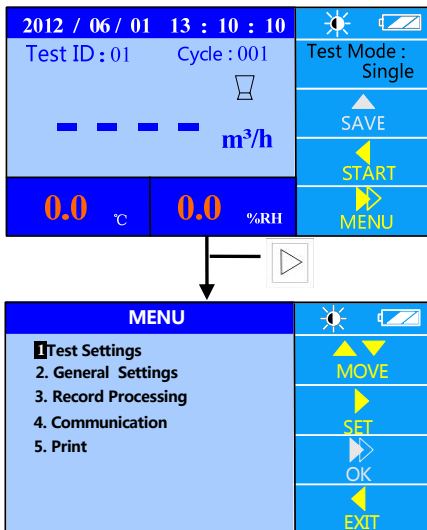 2012 / 06 / 01 13 : 10 : 10
Test ID : 01 Cycle : 001
Test Mode :
Single
– – – – m³/h
SAVE
START
0.0 ℃ 0.0 %RH
MENU
MENU
1 Test Settings
2. General Settings
3. Record Processing
4. Communication
5. Print
MOVE
SET
OK
EXIT